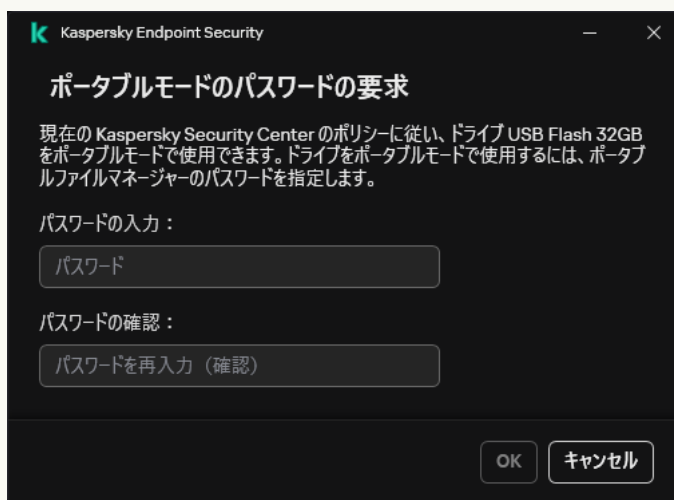 Kaspersky Endpoint Security
ポータブルモードのパスワードの要求
現在の Kaspersky Security Center のポリシーに従い、ドライブ USB Flash 32GB
をポータブルモードで使用できます。ドライブをポータブルモードで使用するには、ポータブ
ルファイルマネージャーのパスワードを指定します。
パスワードの入力：
パスワード
パスワードの確認：
パスワードを再入力（確認）
OK
キャンセル